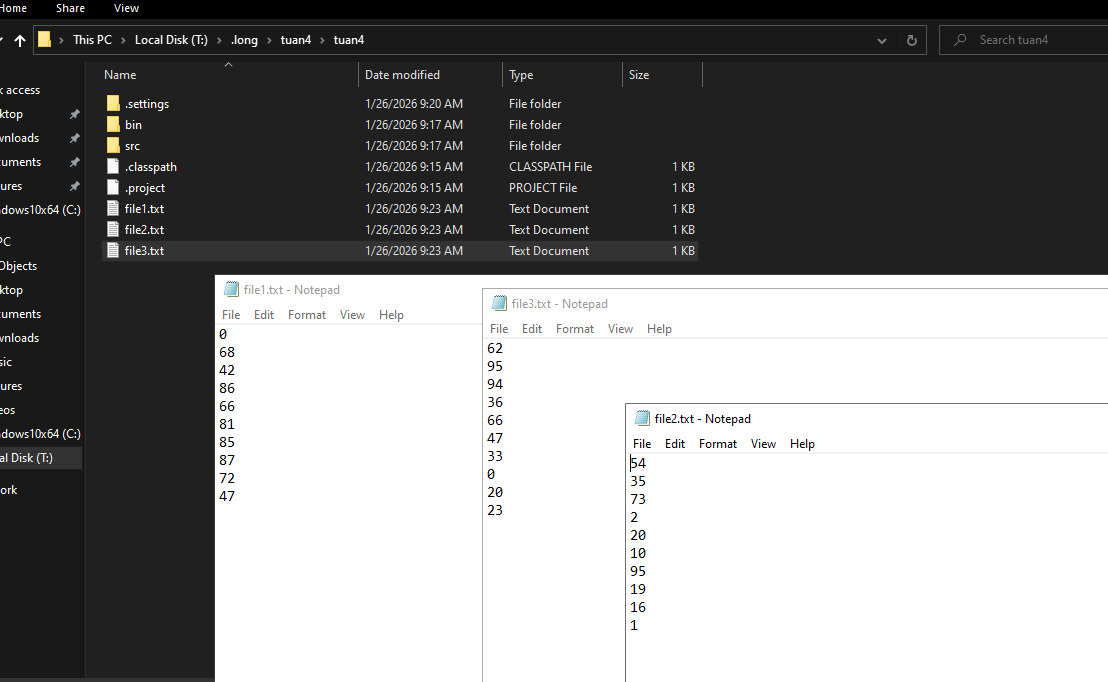 Home Share View
This PC Local Disk (T:) .long tuan4 tuan4
Search tuan4
Name Date modified Type Size
.settings 1/26/2026 9:20 AM File folder
bin 1/26/2026 9:17 AM File folder
src 1/26/2026 9:17 AM File folder
.classpath 1/26/2026 9:15 AM CLASSPATH File 1 KB
.project 1/26/2026 9:15 AM PROJECT File 1 KB
file1.txt 1/26/2026 9:23 AM Text Document 1 KB
file2.txt 1/26/2026 9:23 AM Text Document 1 KB
file3.txt 1/26/2026 9:23 AM Text Document 1 KB
k access
ktop
wnloads
cuments
ures
ndows10x64 (C:)
PC
Objects
ktop
cuments
wnloads
sic
ures
eos
ndows10x64 (C:)
al Disk (T:)
ork
file1.txt - Notepad
File Edit Format View Help
0
68
42
86
66
81
85
87
72
47
file3.txt - Notepad
File Edit Format View Help
62
95
94
36
66
47
33
0
20
23
file2.txt - Notepad
File Edit Format View Help
54
35
73
2
20
10
95
19
16
1